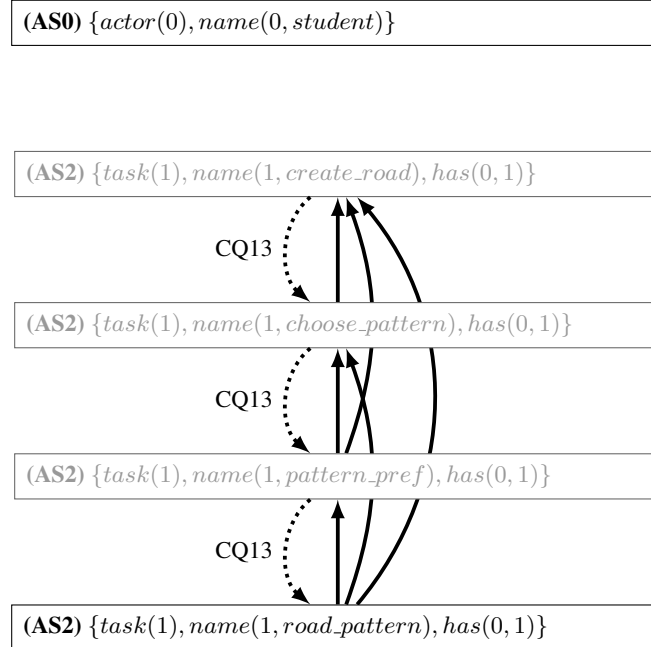 (AS0) {actor(0), name(0, student)}
(AS2) {task(1), name(1, create_road), has(0, 1)}
CQ13
(AS2) {task(1), name(1, choose_pattern), has(0, 1)}
CQ13
(AS2) {task(1), name(1, pattern_pref), has(0, 1)}
CQ13
(AS2) {task(1), name(1, road_pattern), has(0, 1)}